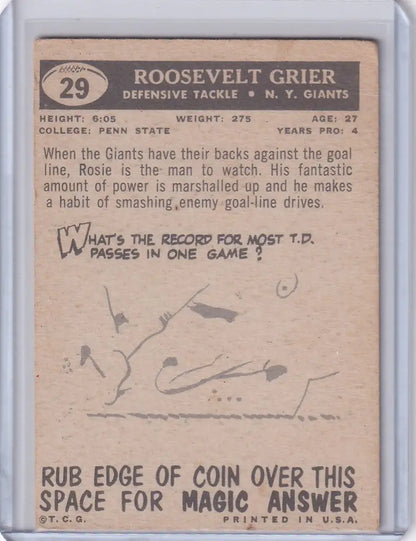 29
ROOSEVELT GRIER
DEFENSIVE TACKLE • N. Y. GIANTS
HEIGHT: 6:05 WEIGHT: 275 AGE: 27
COLLEGE: PENN STATE YEARS PRO: 4
When the Giants have their backs against the goal
line, Rosie is the man to watch. His fantastic
amount of power is marshalled up and he makes
a habit of smashing enemy goal-line drives.
WHAT'S THE RECORD FOR MOST T.D.
PASSES IN ONE GAME?
RUB EDGE OF COIN OVER THIS
SPACE FOR MAGIC ANSWER
©T. C. G. PRINTED IN U.S.A.